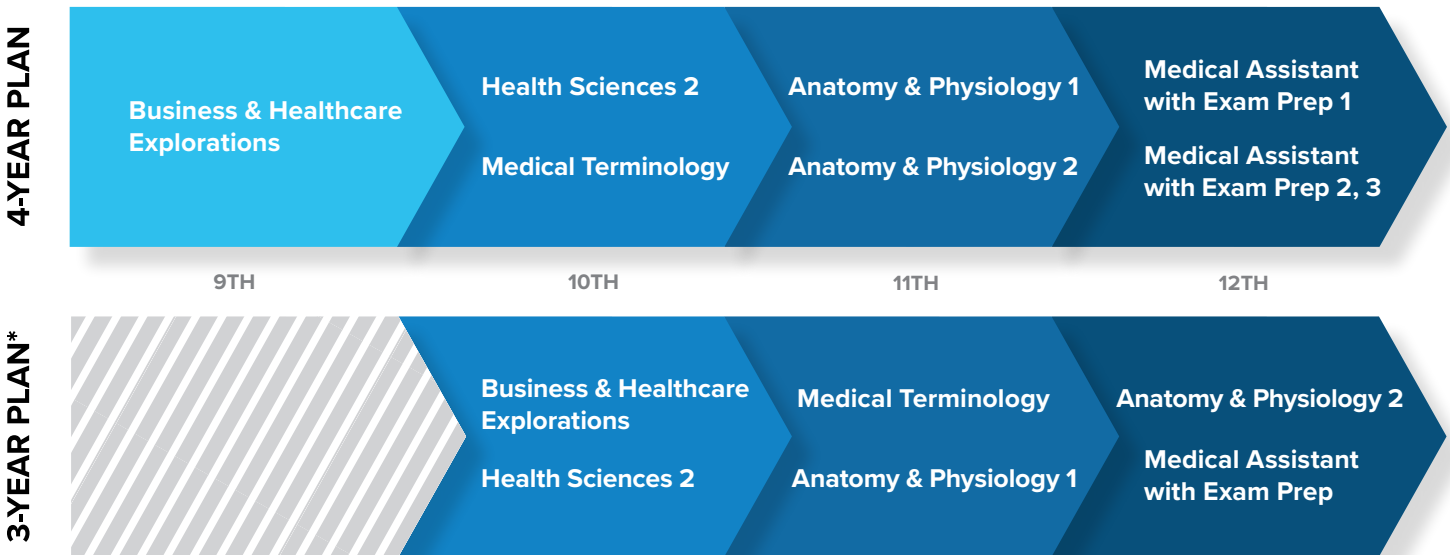 4-YEAR PLAN
Business & Healthcare
Explorations
Health Sciences 2
Medical Terminology
Anatomy & Physiology 1
Anatomy & Physiology 2
Medical Assistant
with Exam Prep 1
Medical Assistant
with Exam Prep 2, 3
9TH
10TH
11TH
12TH
3-YEAR PLAN*
Business & Healthcare
Explorations
Health Sciences 2
Medical Terminology
Anatomy & Physiology 1
Anatomy & Physiology 2
Medical Assistant
with Exam Prep